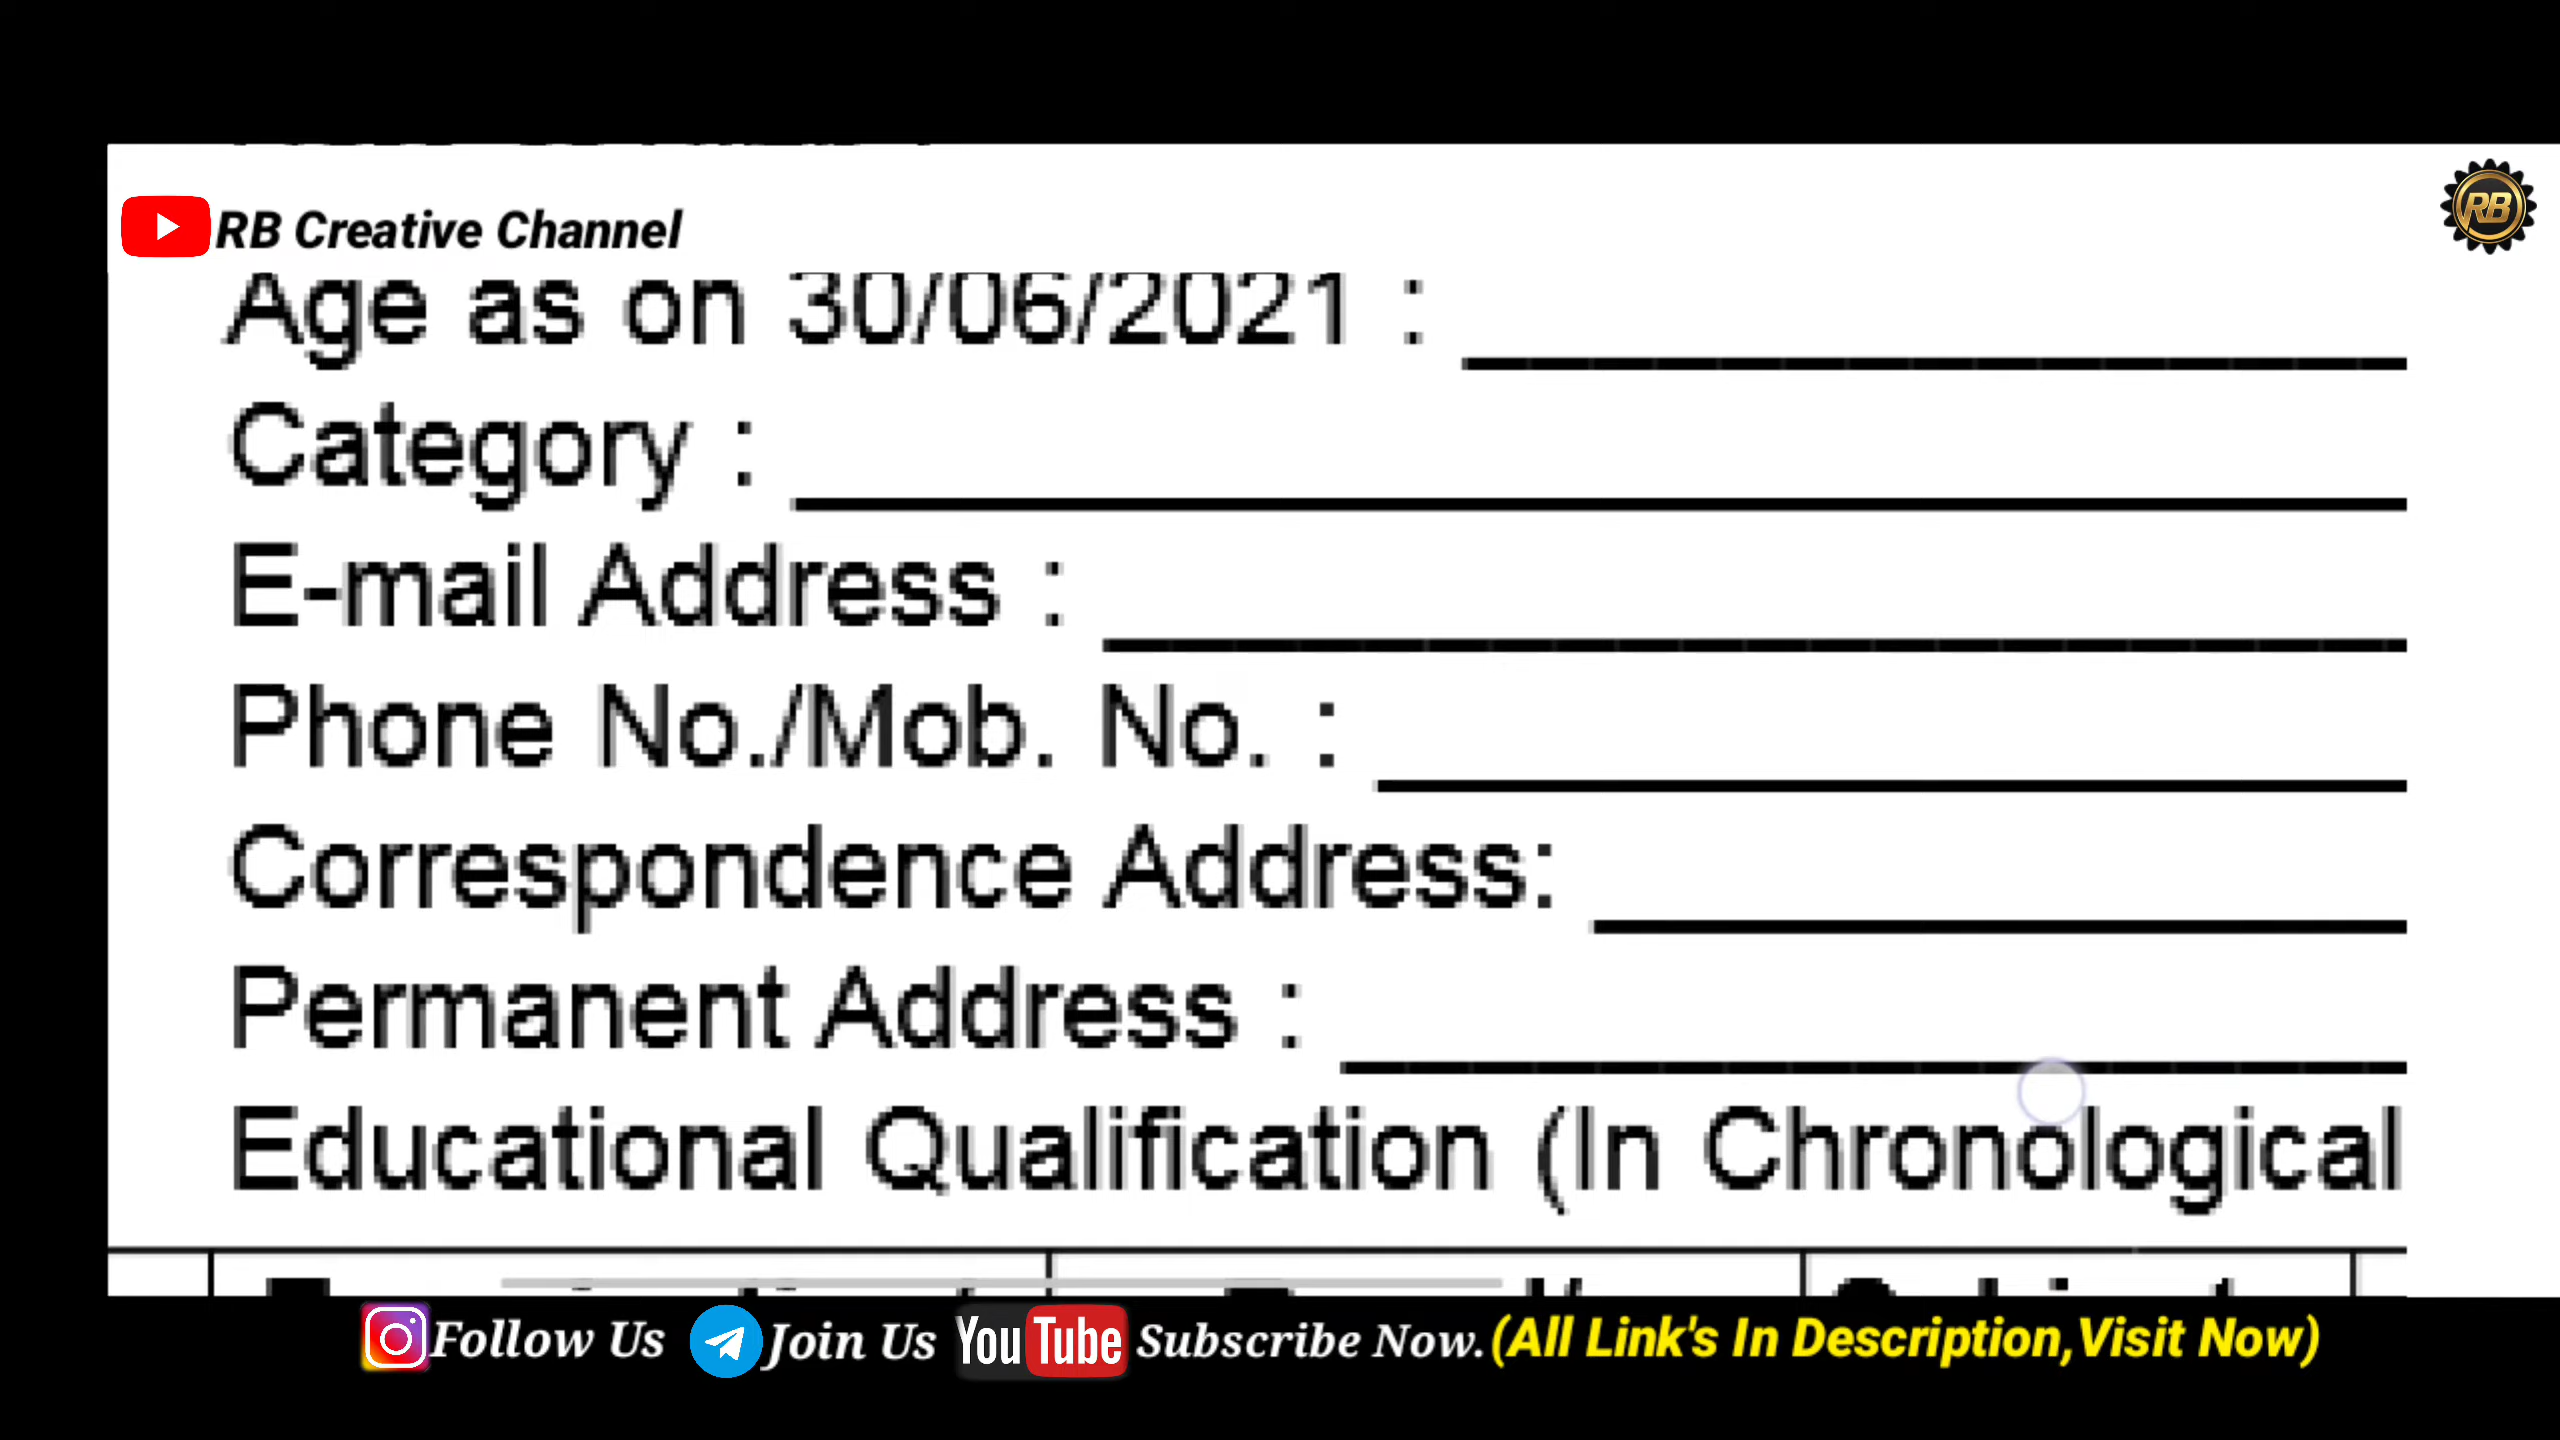 RB Creative Channel
RB
Age as on 30/06/2021 :
Category :
E-mail Address :
Phone No./Mob. No. :
Correspondence Address:
Permanent Address :
Educational Qualification (In Chronological
Follow Us Join Us YouTube Subscribe Now. (All Link's In Description,Visit Now)